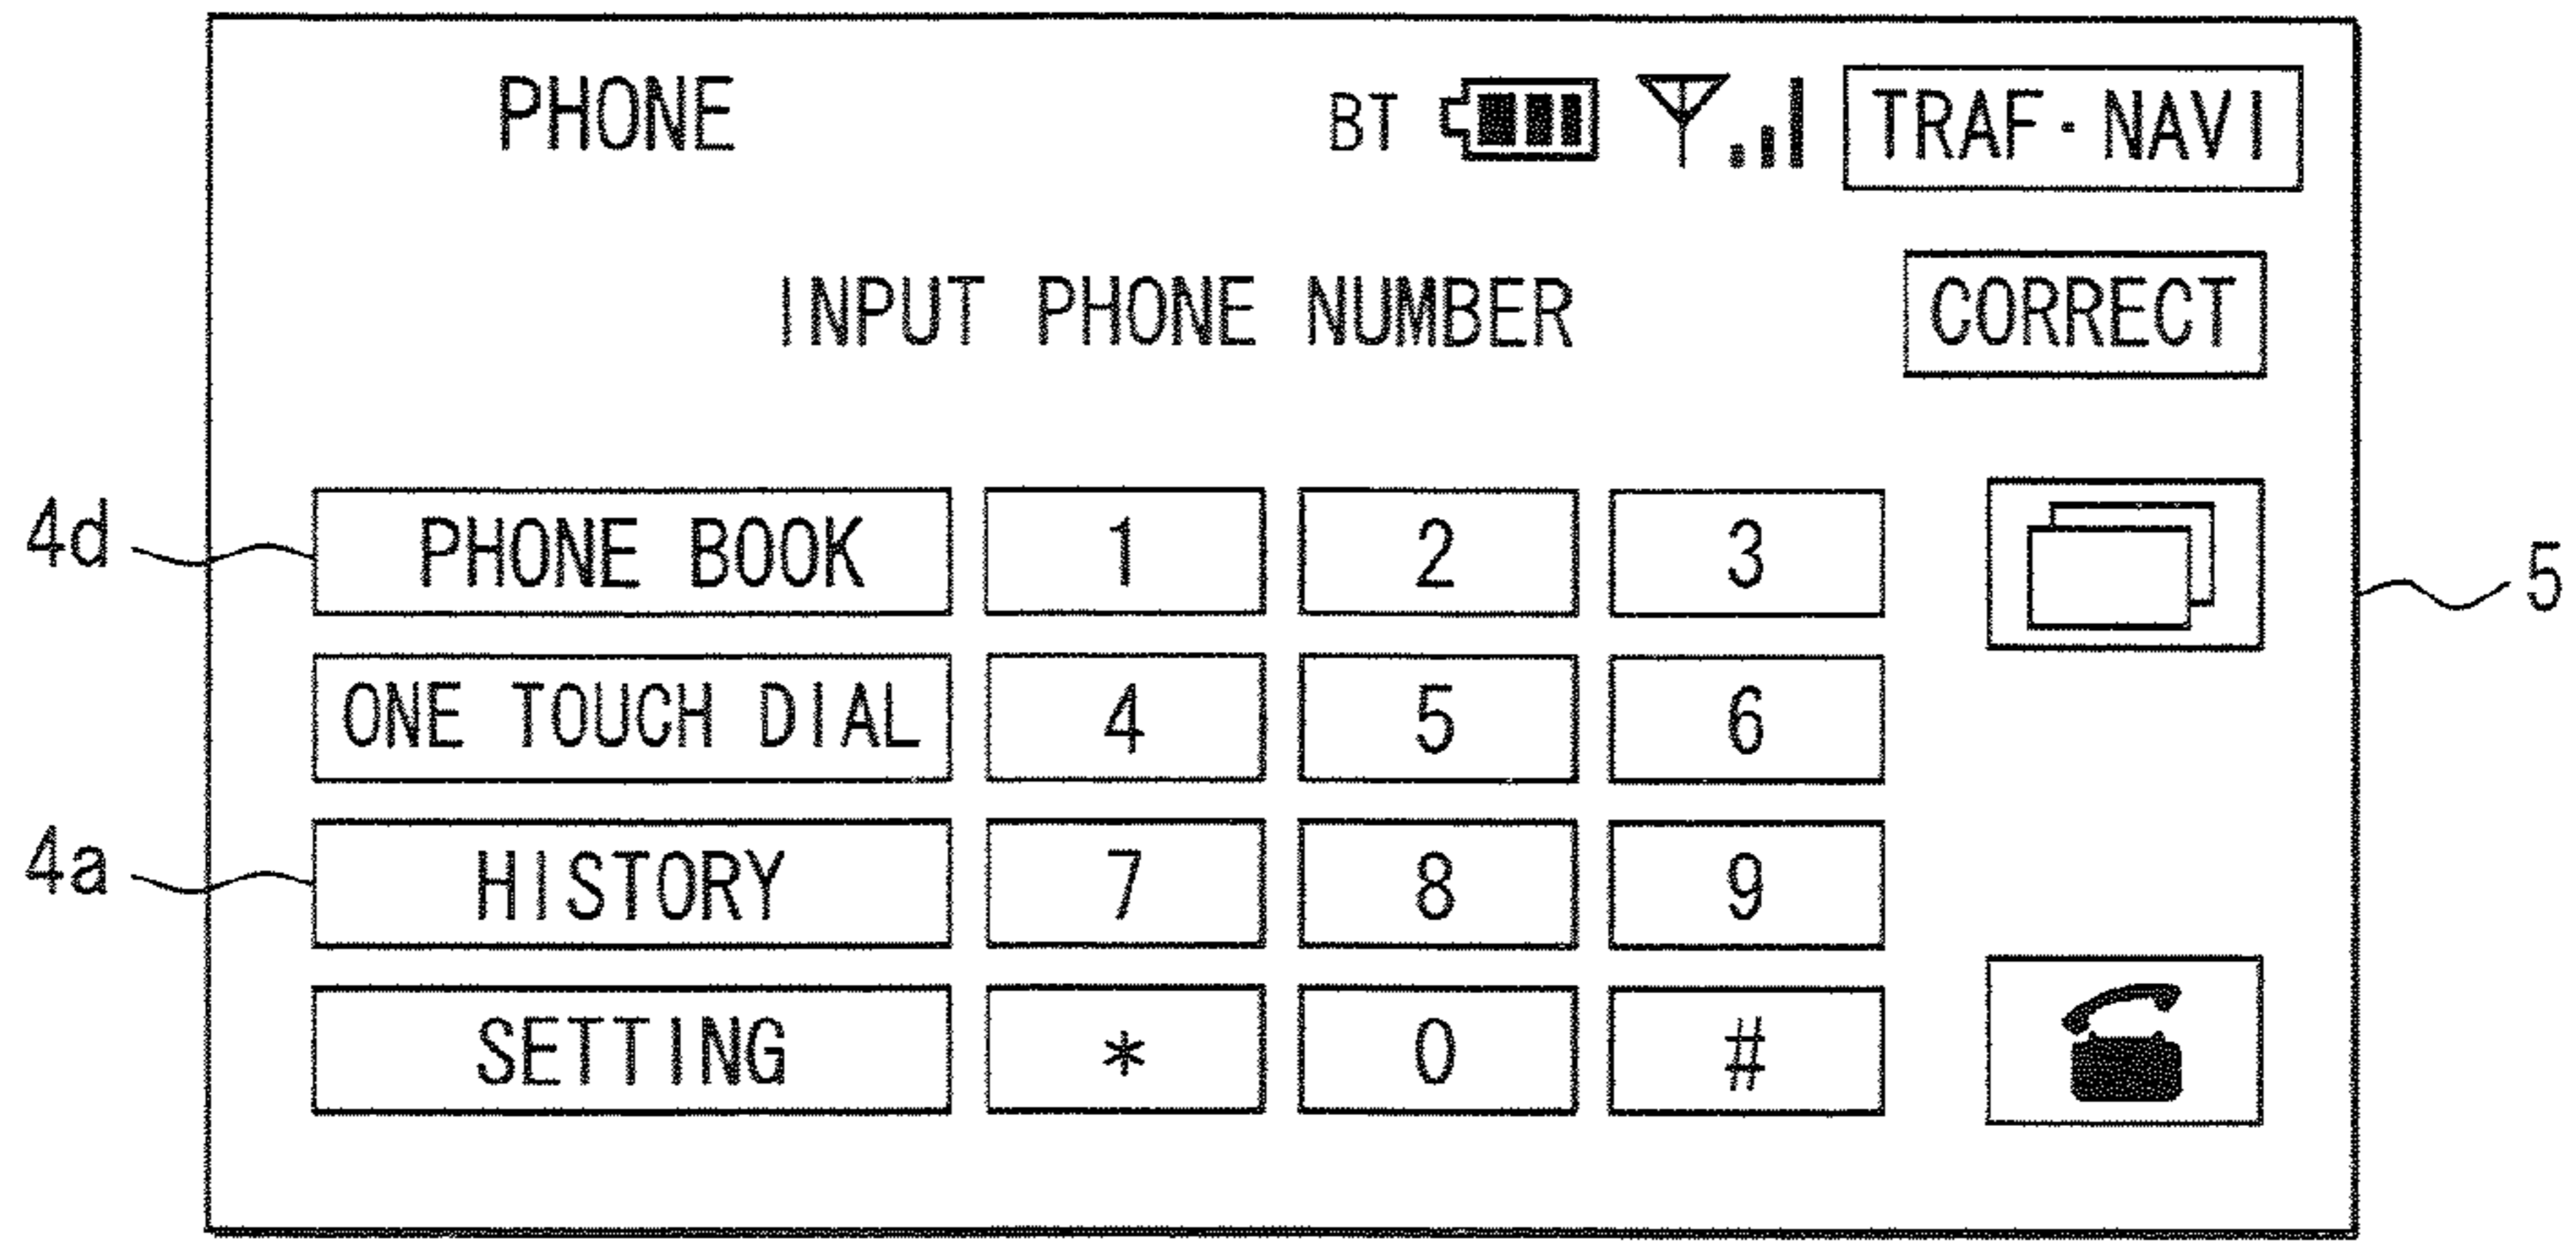 PHONE BT TRAF·NAVI
INPUT PHONE NUMBER CORRECT
4d PHONE BOOK 1 2 3 5
ONE TOUCH DIAL 4 5 6
4a HISTORY 7 8 9
SETTING * 0 #